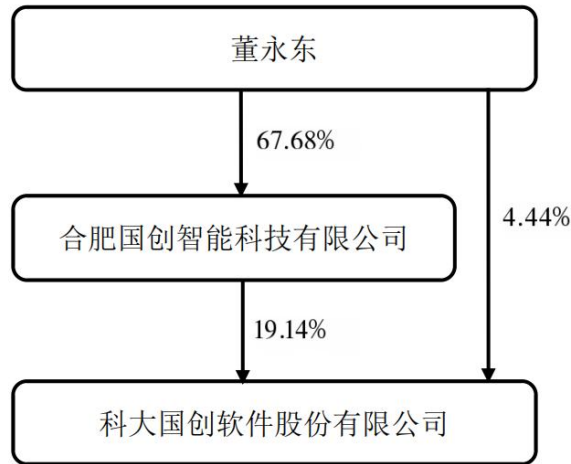 董永东
67.68%
合肥国创智能科技有限公司
4.44%
19.14%
科大国创软件股份有限公司